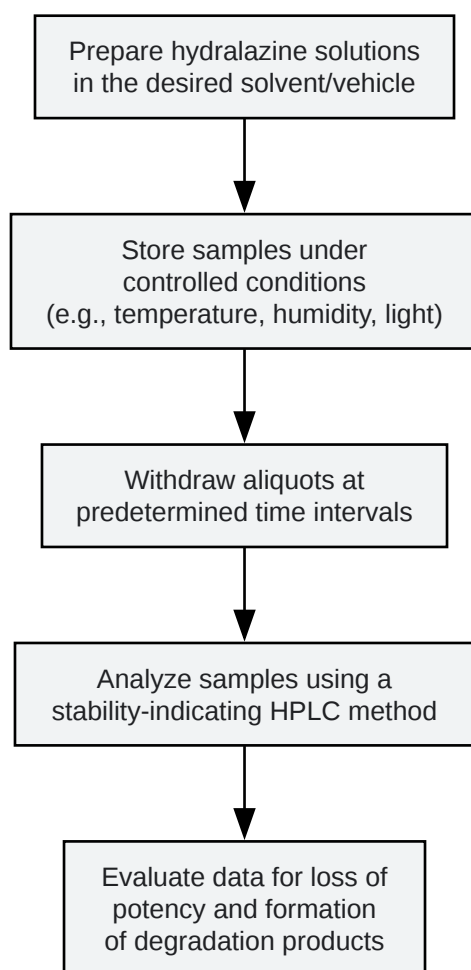 Prepare hydralazine solutions
in the desired solvent/vehicle
Store samples under
controlled conditions
(e.g., temperature, humidity, light)
Withdraw aliquots at
predetermined time intervals
Analyze samples using a
stability-indicating HPLC method
Evaluate data for loss of
potency and formation
of degradation products